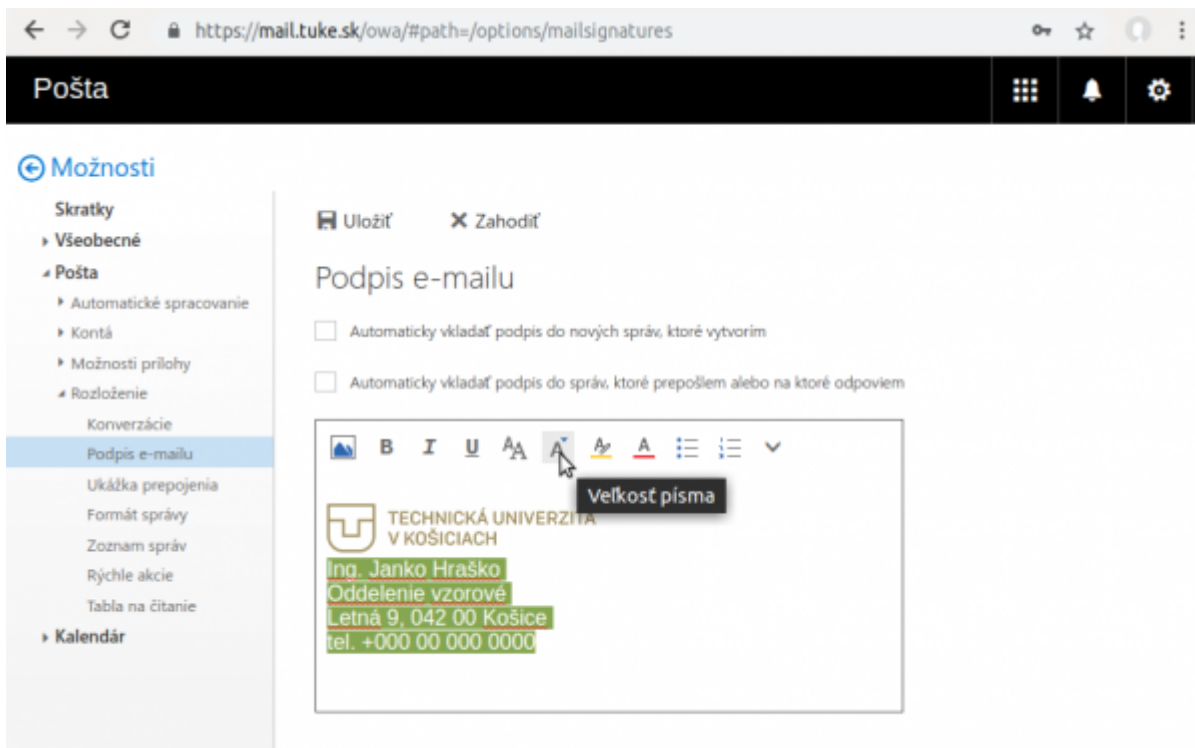 https://mail.tuke.sk/owa/#path=/options/mailsignatures
Pošta
Možnosti
Skratky
Všeobecné
Pošta
Automatické spracovanie
Kontá
Možnosti prílohy
Rozloženie
Konverzácie
Podpis e-mailu
Ukážka prepojenia
Formát správy
Zoznam správ
Rýchle akcie
Tabla na čítanie
Kalendár
Uložiť Zahodiť
Podpis e-mailu
Automaticky vkladať podpis do nových správ, ktoré vytvorím
Automaticky vkladať podpis do správ, ktoré prepošlem alebo na ktoré odpoviem
B I U AA A A A
Veľkosť písma
TECHNICKÁ UNIVERZITA
V KOŠICIACH
Ing. Janko Hraško
Oddelenie vzorové
Letná 9, 042 00 Košice
tel. +000 00 000 0000